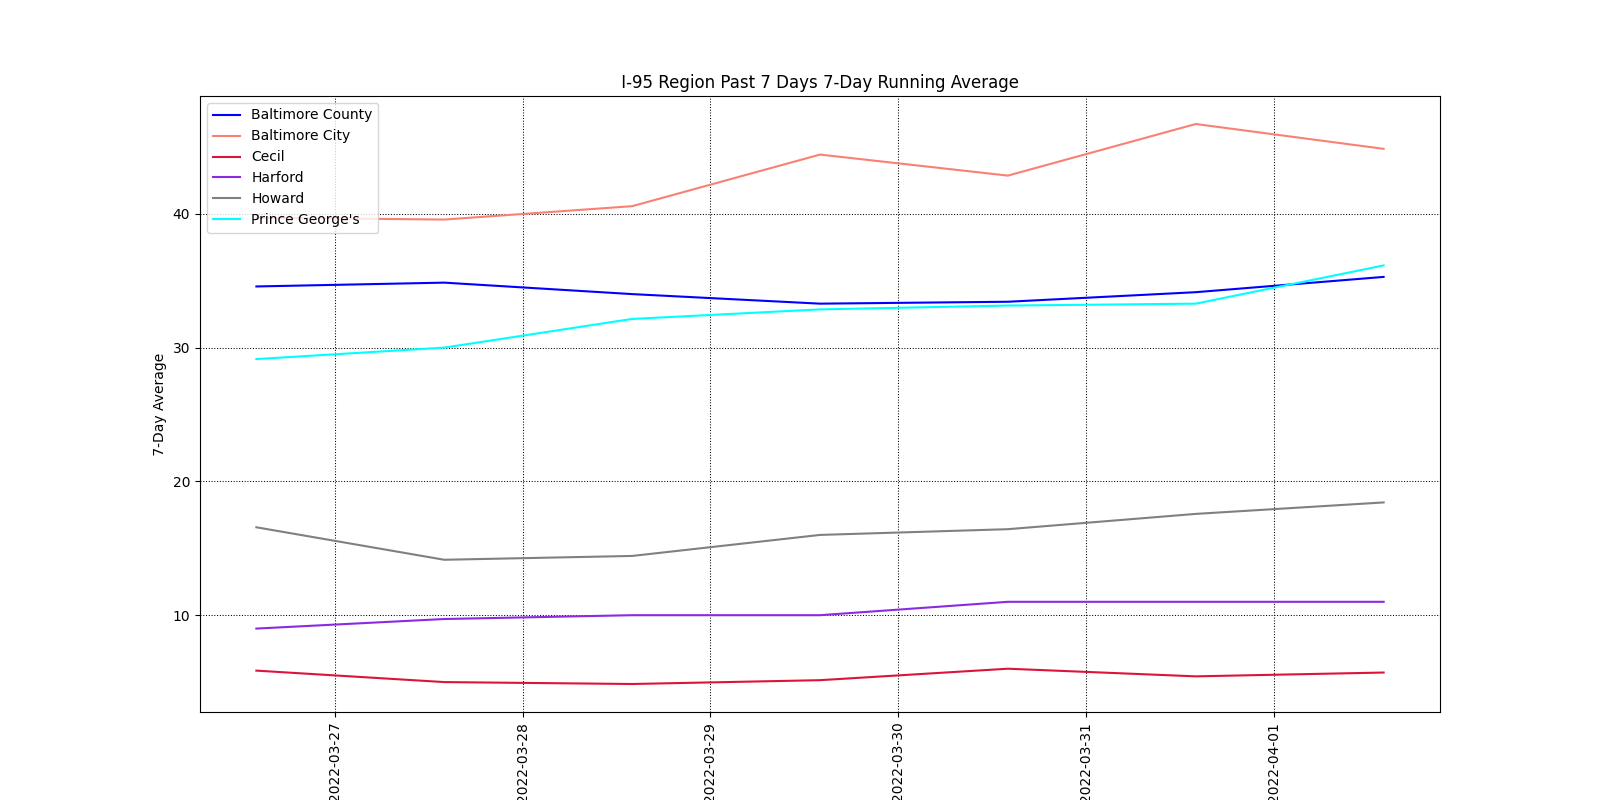 I-95 Region Past 7 Days 7-Day Running Average
Baltimore County
Baltimore City
Cecil
Harford
Howard
Prince George's
40
30
20
10
7-Day Average
2022-03-27
2022-03-28
2022-03-29
2022-03-30
2022-03-31
2022-04-01